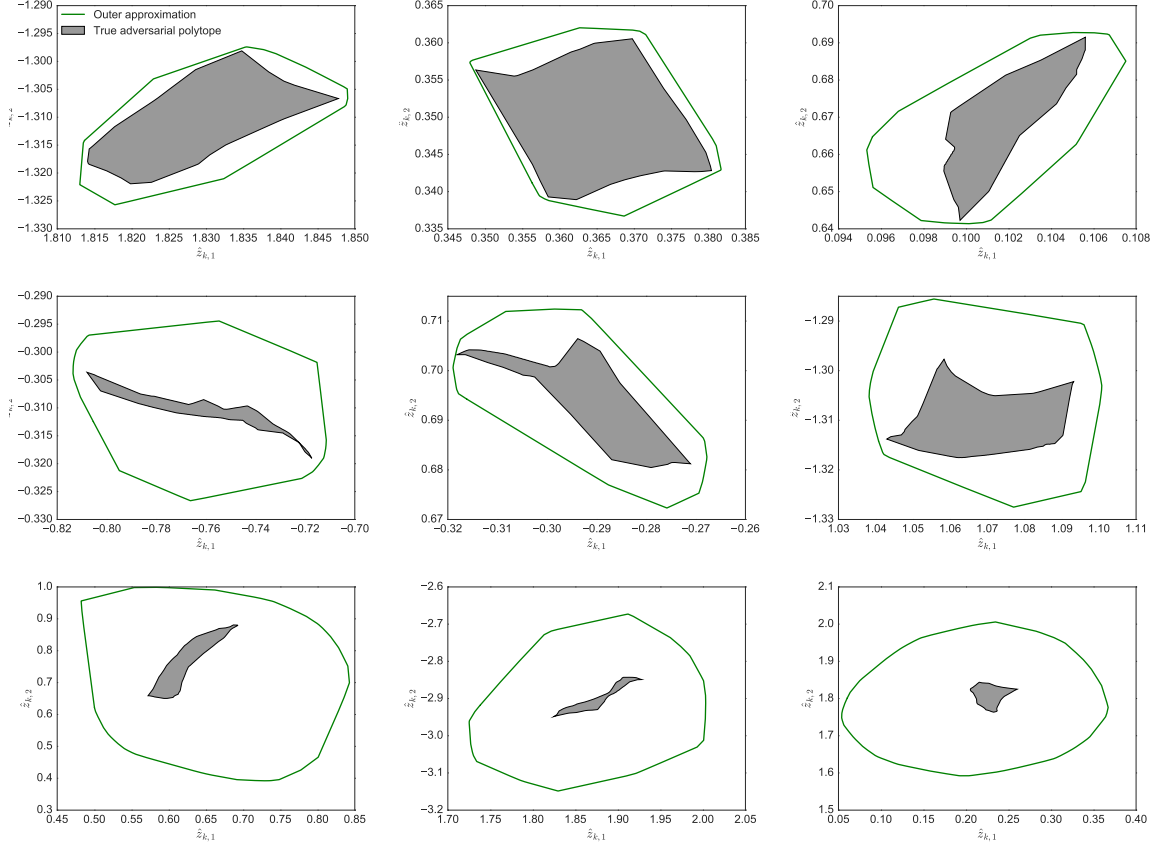 Outer approximation
True adversarial polytope
−1.290
−1.295
−1.300
−1.305
−1.310
−1.315
−1.320
−1.325
−1.330
1.810 1.815 1.820 1.825 1.830 1.835 1.840 1.845 1.850
ẑk,1
0.365
0.360
0.355
0.350
0.345
0.340
0.335
ẑk,2
0.345 0.350 0.355 0.360 0.365 0.370 0.375 0.380 0.385
ẑk,1
0.70
0.69
0.68
0.67
0.66
0.65
0.64
ẑk,2
0.094 0.096 0.098 0.100 0.102 0.104 0.106 0.108
ẑk,1
−0.290
−0.295
−0.300
−0.305
−0.310
−0.315
−0.320
−0.325
−0.330
−0.82 −0.80 −0.78 −0.76 −0.74 −0.72 −0.70
ẑk,1
0.71
0.70
0.69
0.68
0.67
ẑk,2
−0.32 −0.31 −0.30 −0.29 −0.28 −0.27 −0.26
ẑk,1
−1.29
−1.30
−1.31
−1.32
−1.33
ẑk,2
1.03 1.04 1.05 1.06 1.07 1.08 1.09 1.10 1.11
ẑk,1
1.0
0.9
0.8
0.7
0.6
0.5
0.4
0.3
ẑk,2
0.45 0.50 0.55 0.60 0.65 0.70 0.75 0.80 0.85
ẑk,1
−2.6
−2.7
−2.8
−2.9
−3.0
−3.1
−3.2
ẑk,2
1.70 1.75 1.80 1.85 1.90 1.95 2.00 2.05
ẑk,1
2.1
2.0
1.9
1.8
1.7
1.6
1.5
ẑk,2
0.05 0.10 0.15 0.20 0.25 0.30 0.35 0.40
ẑk,1